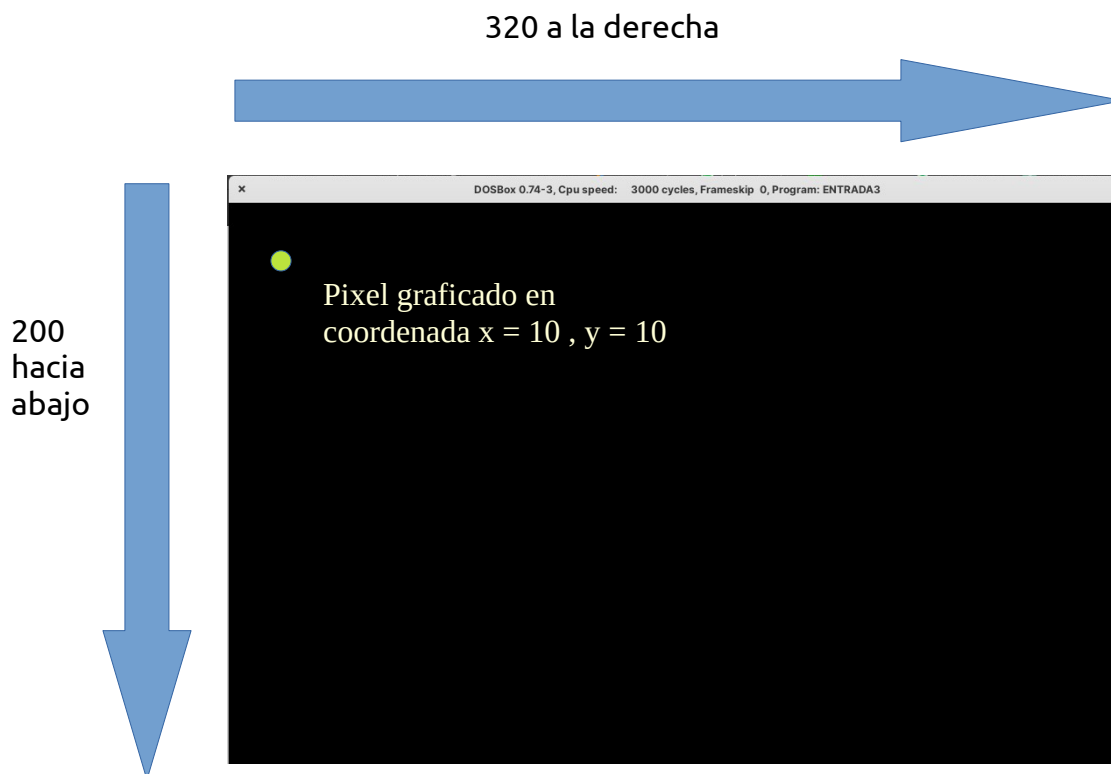 320 a la derecha
× DOSBox 0.74-3, Cpu speed: 3000 cycles, Frameskip 0, Program: ENTRADA3
Pixel graficado en
coordenada x = 10 , y = 10
200
hacia
abajo